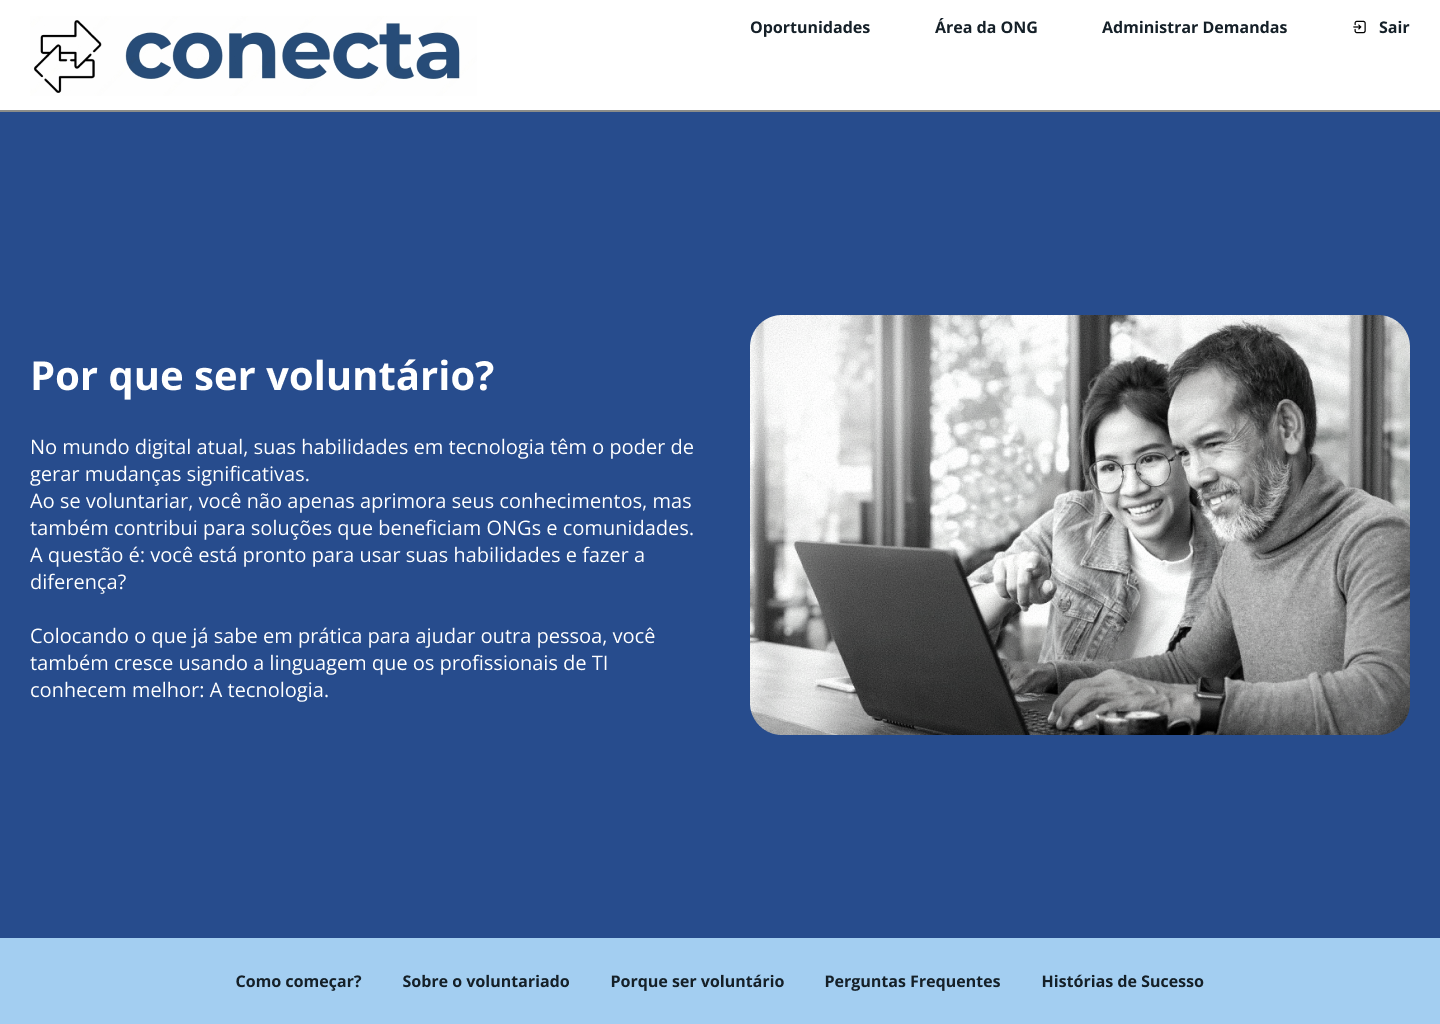 conecta
Oportunidades
Área da ONG
Administrar Demandas
Sair
Por que ser voluntário?
No mundo digital atual, suas habilidades em tecnologia têm o poder de
gerar mudanças significativas.
Ao se voluntariar, você não apenas aprimora seus conhecimentos, mas
também contribui para soluções que beneficiam ONGs e comunidades.
A questão é: você está pronto para usar suas habilidades e fazer a
diferença?
Colocando o que já sabe em prática para ajudar outra pessoa, você
também cresce usando a linguagem que os profissionais de TI
conhecem melhor: A tecnologia.
Como começar?
Sobre o voluntariado
Porque ser voluntário
Perguntas Frequentes
Histórias de Sucesso